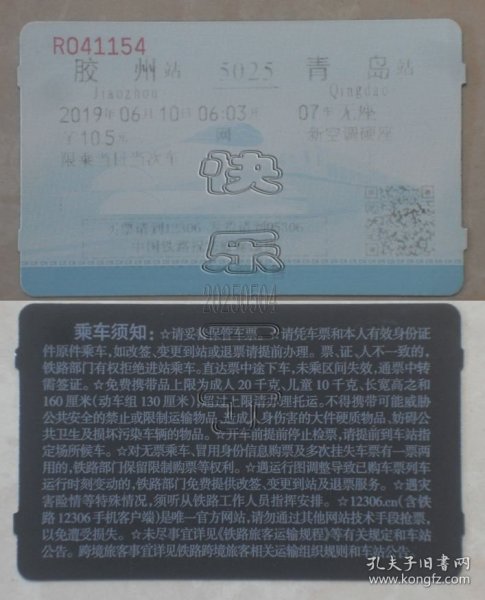 R041154
胶州站 5025 青岛站
Jiaozhou Qingdao
2019年06月10日06:03开 07车无座
¥10.5元 网 新空调硬座
限乘当日当次车
买票请到12306 发货请到95306
中国铁路
快乐
20250504
乘车须知：☆请妥善保管车票。☆请凭车票和本人有效身份证
件原件乘车，如改签、变更到站或退票请提前办理。票、证、人不一致的，
铁路部门有权拒绝进站乘车。直达票中途下车，未乘区间失效，通票中转
需签证。☆免费携带品上限为成人20千克、儿童10千克、长宽高之和
160厘米（动车组130厘米）。超过上限请办理托运。不得携带可能威胁
公共安全的禁止或限制运输物品、造成人身伤害的大件硬质物品、妨碍公
共卫生及损坏污染车辆的物品。☆开车前提前停止检票，请提前到车站指
定场所候车。☆对无票乘车、冒用身份信息购票及多次挂失车票有一票两
用的，铁路部门保留限制购票等权利。☆遇运行图调整导致已购车票列车
运行时刻变动的，铁路部门提供改签、变更到站及退票服务。☆遇灾
害险情等特殊情况，须听从铁路工作人员指挥安排。☆12306.cn（含铁
路12306手机客户端）是唯一官方网站，请勿通过其他网站技术手段抢票，
以免遭受损失。☆未尽事宜详见《铁路旅客运输规程》等有关规定和车站
公告。跨境旅客事宜详见铁路跨境旅客相关运输组织规则和车站公告。
孔夫子旧书网
www.kongfz.com